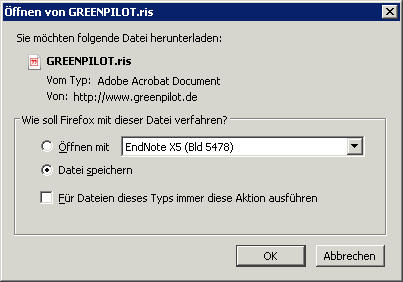 Öffnen von GREENPILOT.ris
Sie möchten folgende Datei herunterladen:
GREENPILOT.ris
Vom Typ: Adobe Acrobat Document
Von: http://www.greenpilot.de
Wie soll Firefox mit dieser Datei verfahren?
Öffnen mit EndNote X5 (Bld 5478)
Datei speichern
Für Dateien dieses Typs immer diese Aktion ausführen
OK Abbrechen